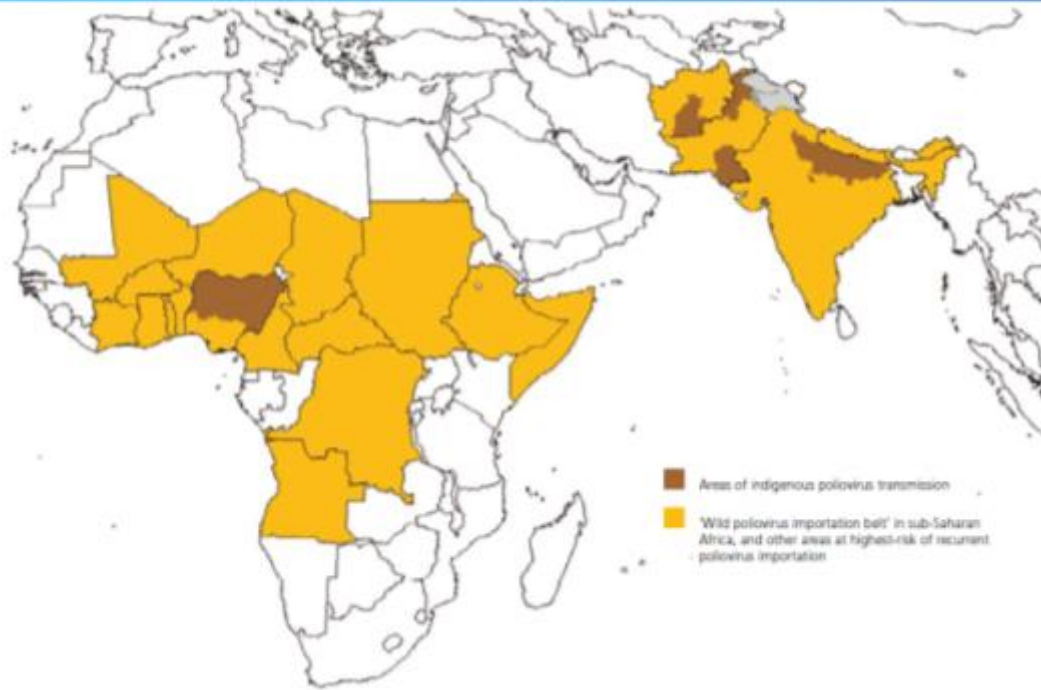 Areas of indigenous poliovirus transmission
'Wild poliovirus importation belt' in sub-Saharan
Africa, and other areas at highest-risk of recurrent
poliovirus importation